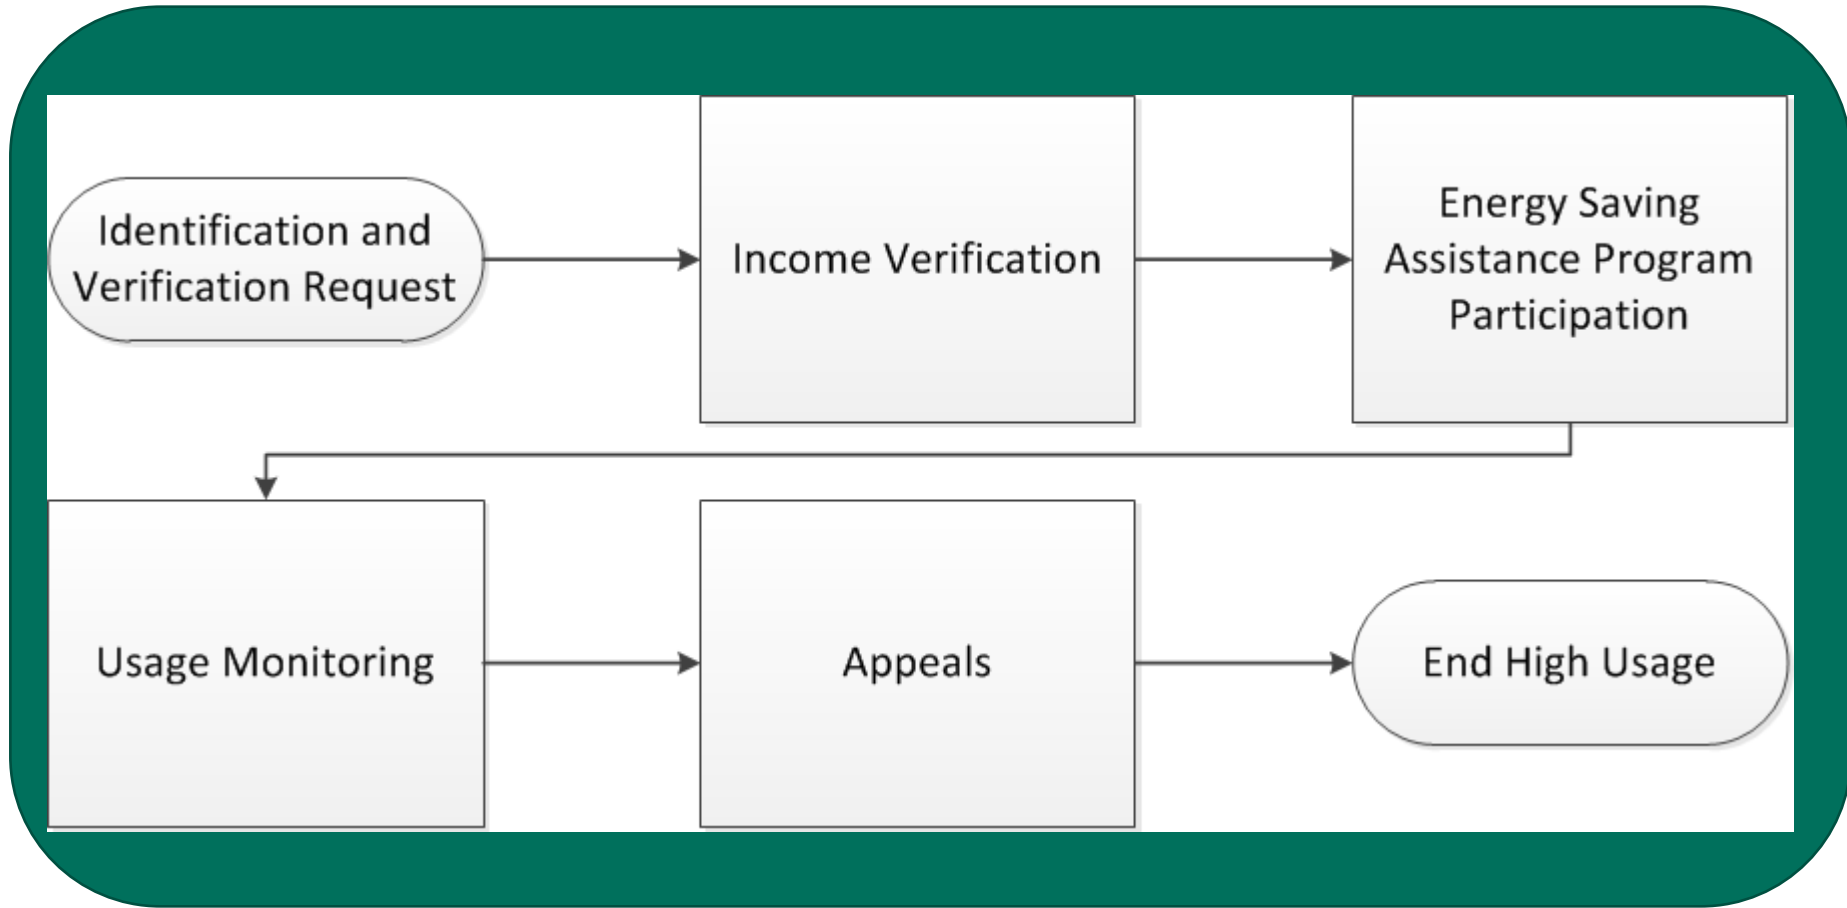 Identification and
Verification Request
Income Verification
Energy Saving
Assistance Program
Participation
Usage Monitoring
Appeals
End High Usage